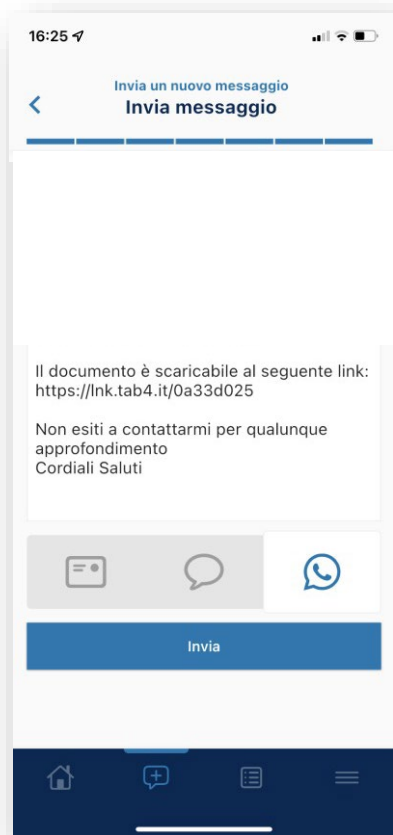 16:25
Invia un nuovo messaggio
Invia messaggio
Il documento è scaricabile al seguente link:
https://lnk.tab4.it/0a33d025
Non esiti a contattarmi per qualunque
approfondimento
Cordiali Saluti
Invia